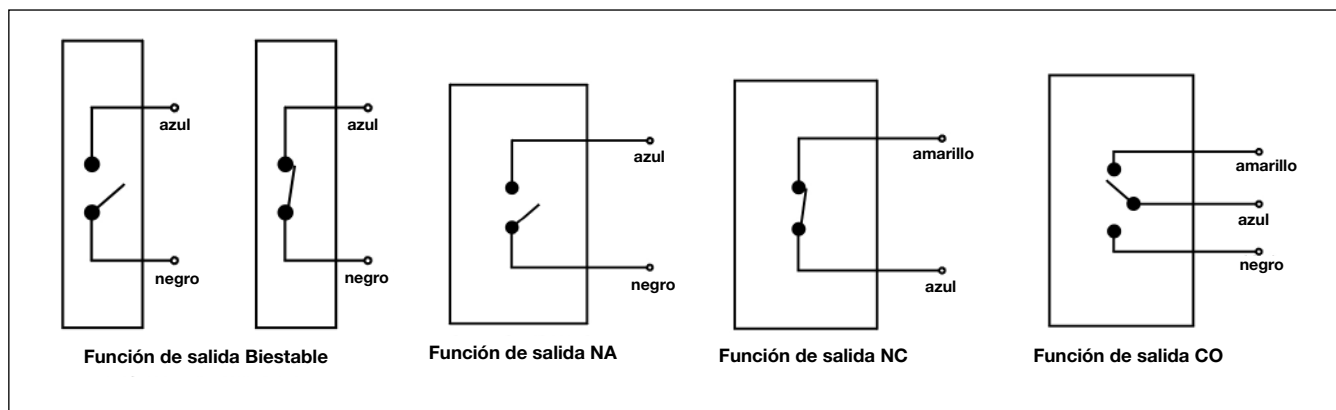 azul
negro
azul
negro
Función de salida Biestable
azul
negro
Función de salida NA
amarillo
azul
Función de salida NC
amarillo
azul
negro
Función de salida CO